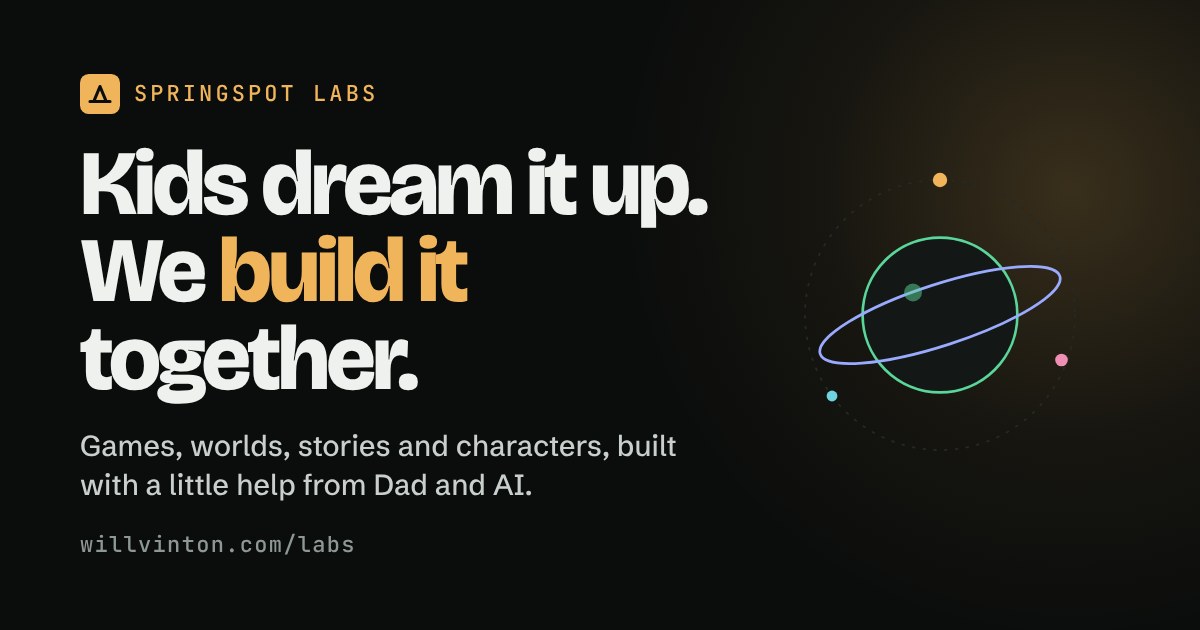 SPRINGSPOT LABS
Kids dream it up.
We build it
together.
Games, worlds, stories and characters, built
with a little help from Dad and AI.
willvinton.com/labs